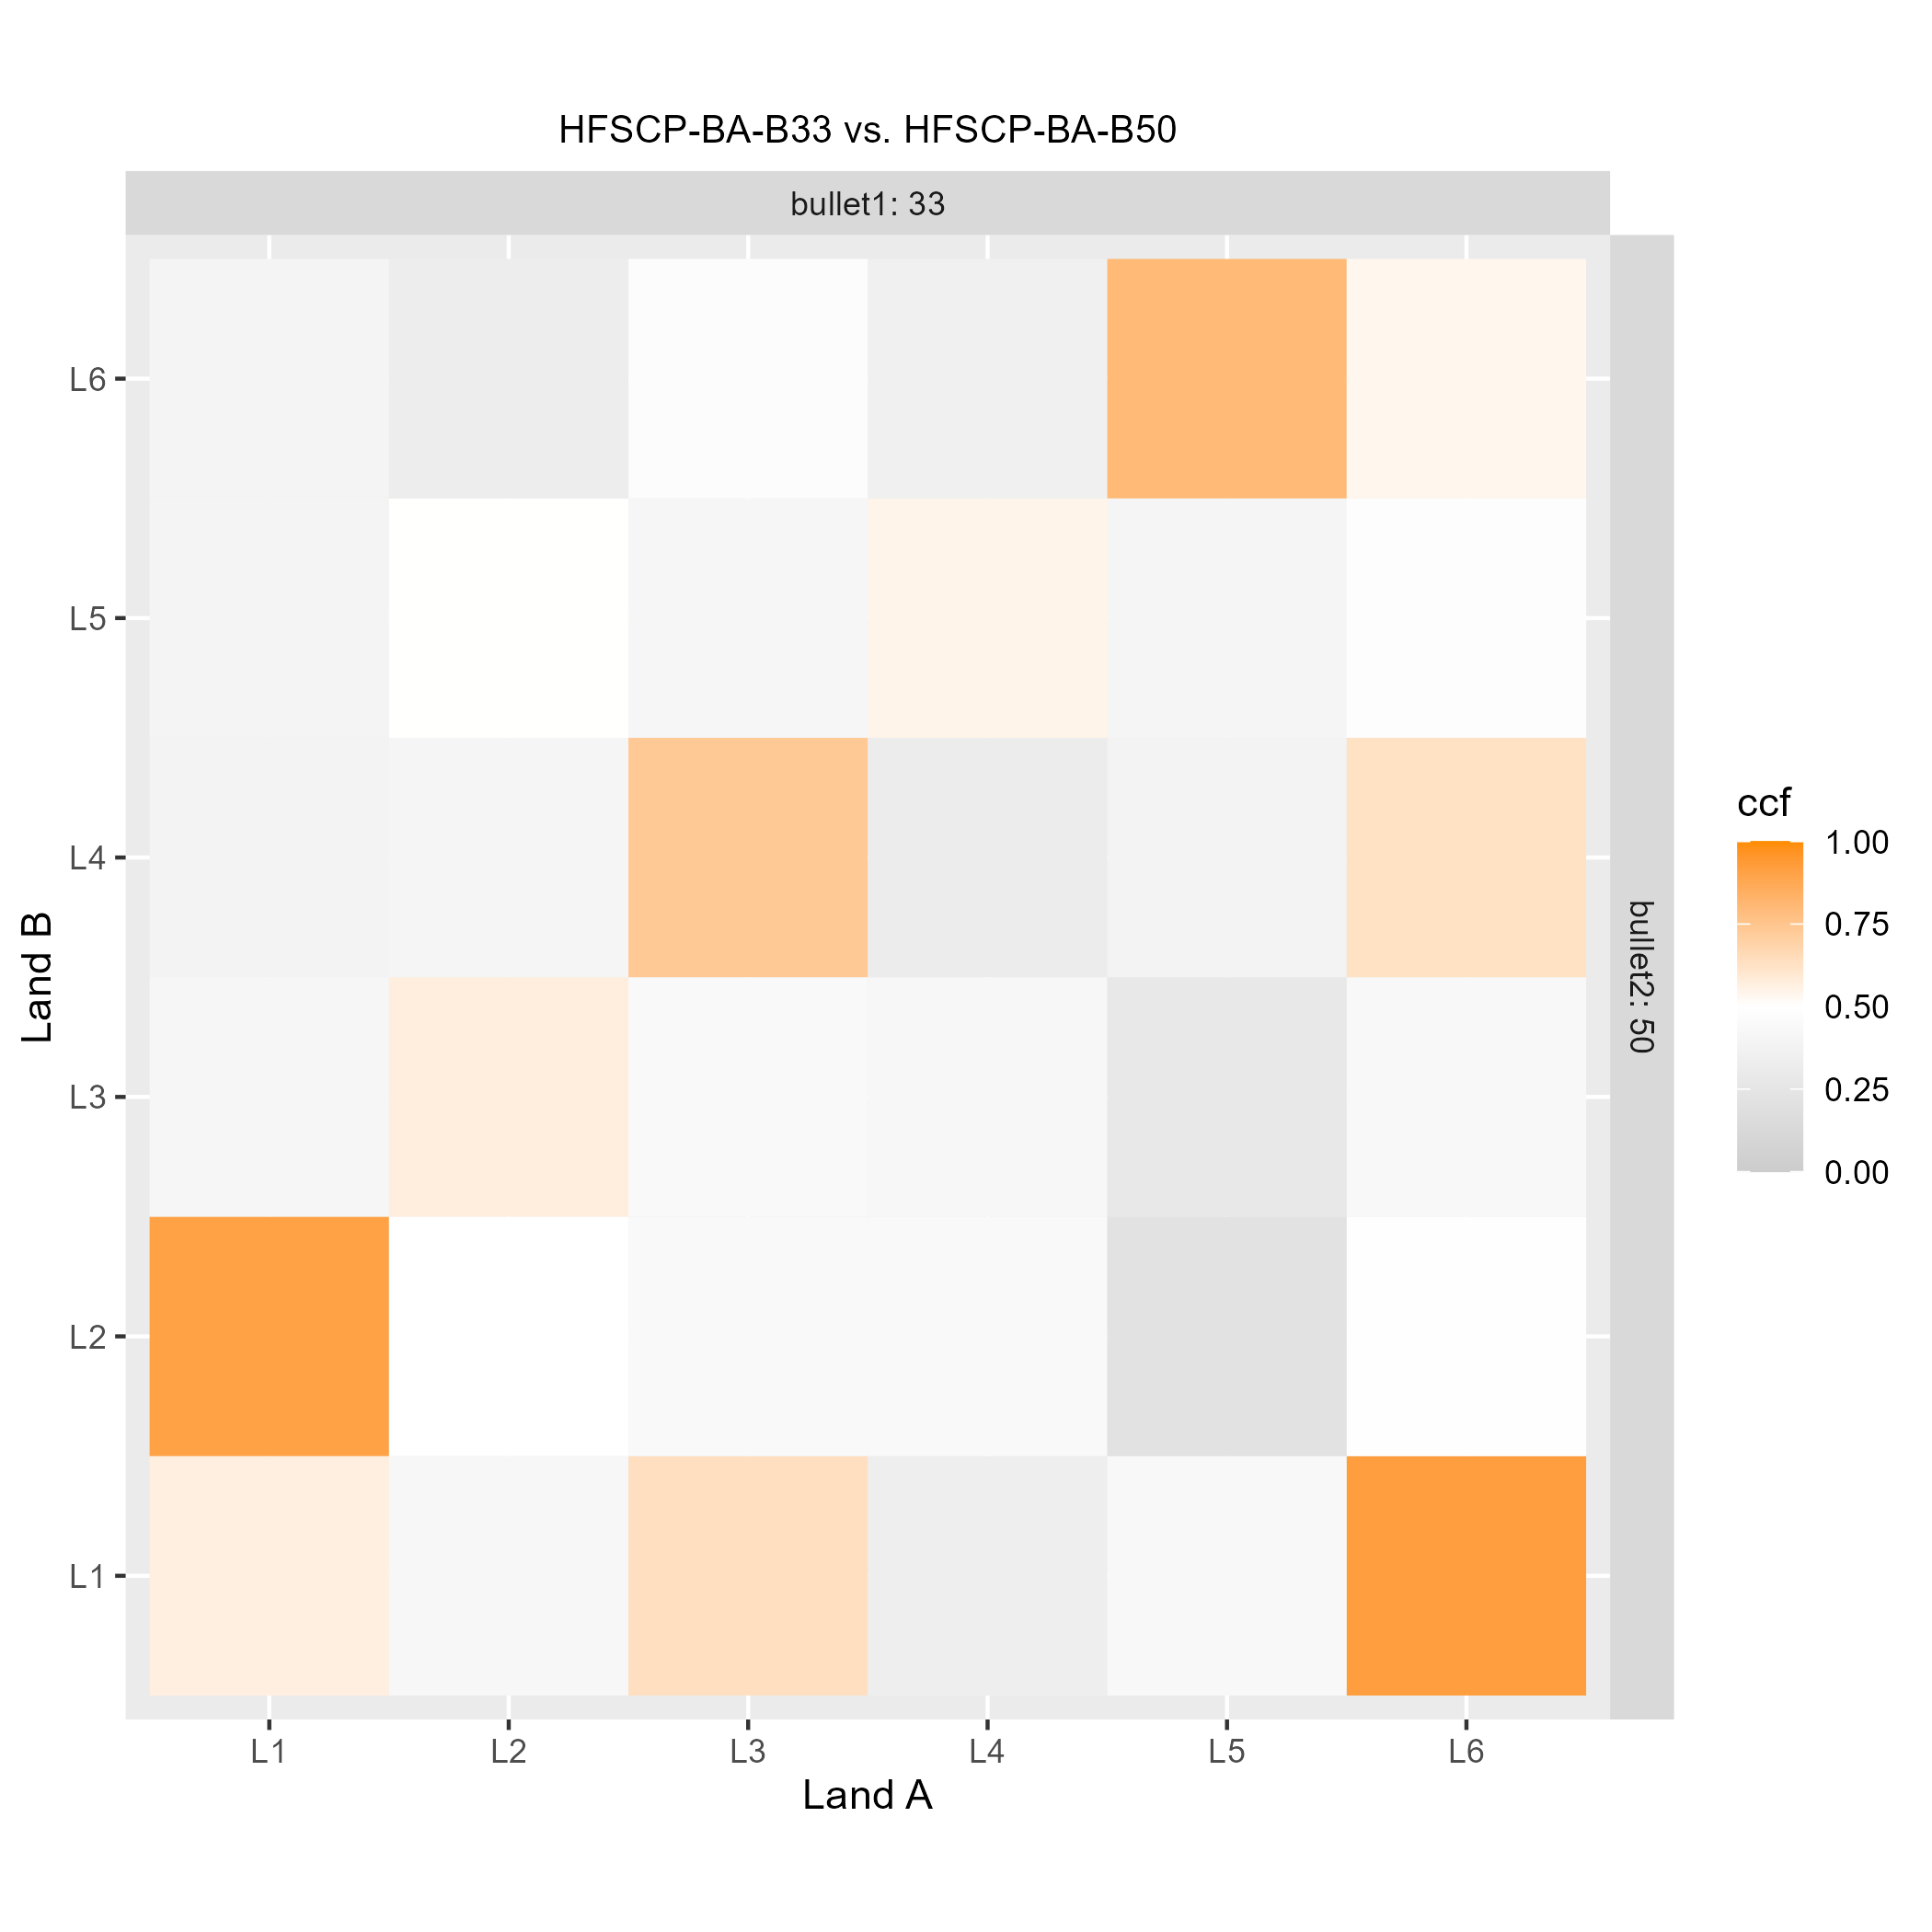 HFSCP-BA-B33 vs. HFSCP-BA-B50
bullet1: 33
L6
L5
L4
L3
L2
L1
Land B
L1 L2 L3 L4 L5 L6
Land A
bullet2: 50
ccf
1.00
0.75
0.50
0.25
0.00